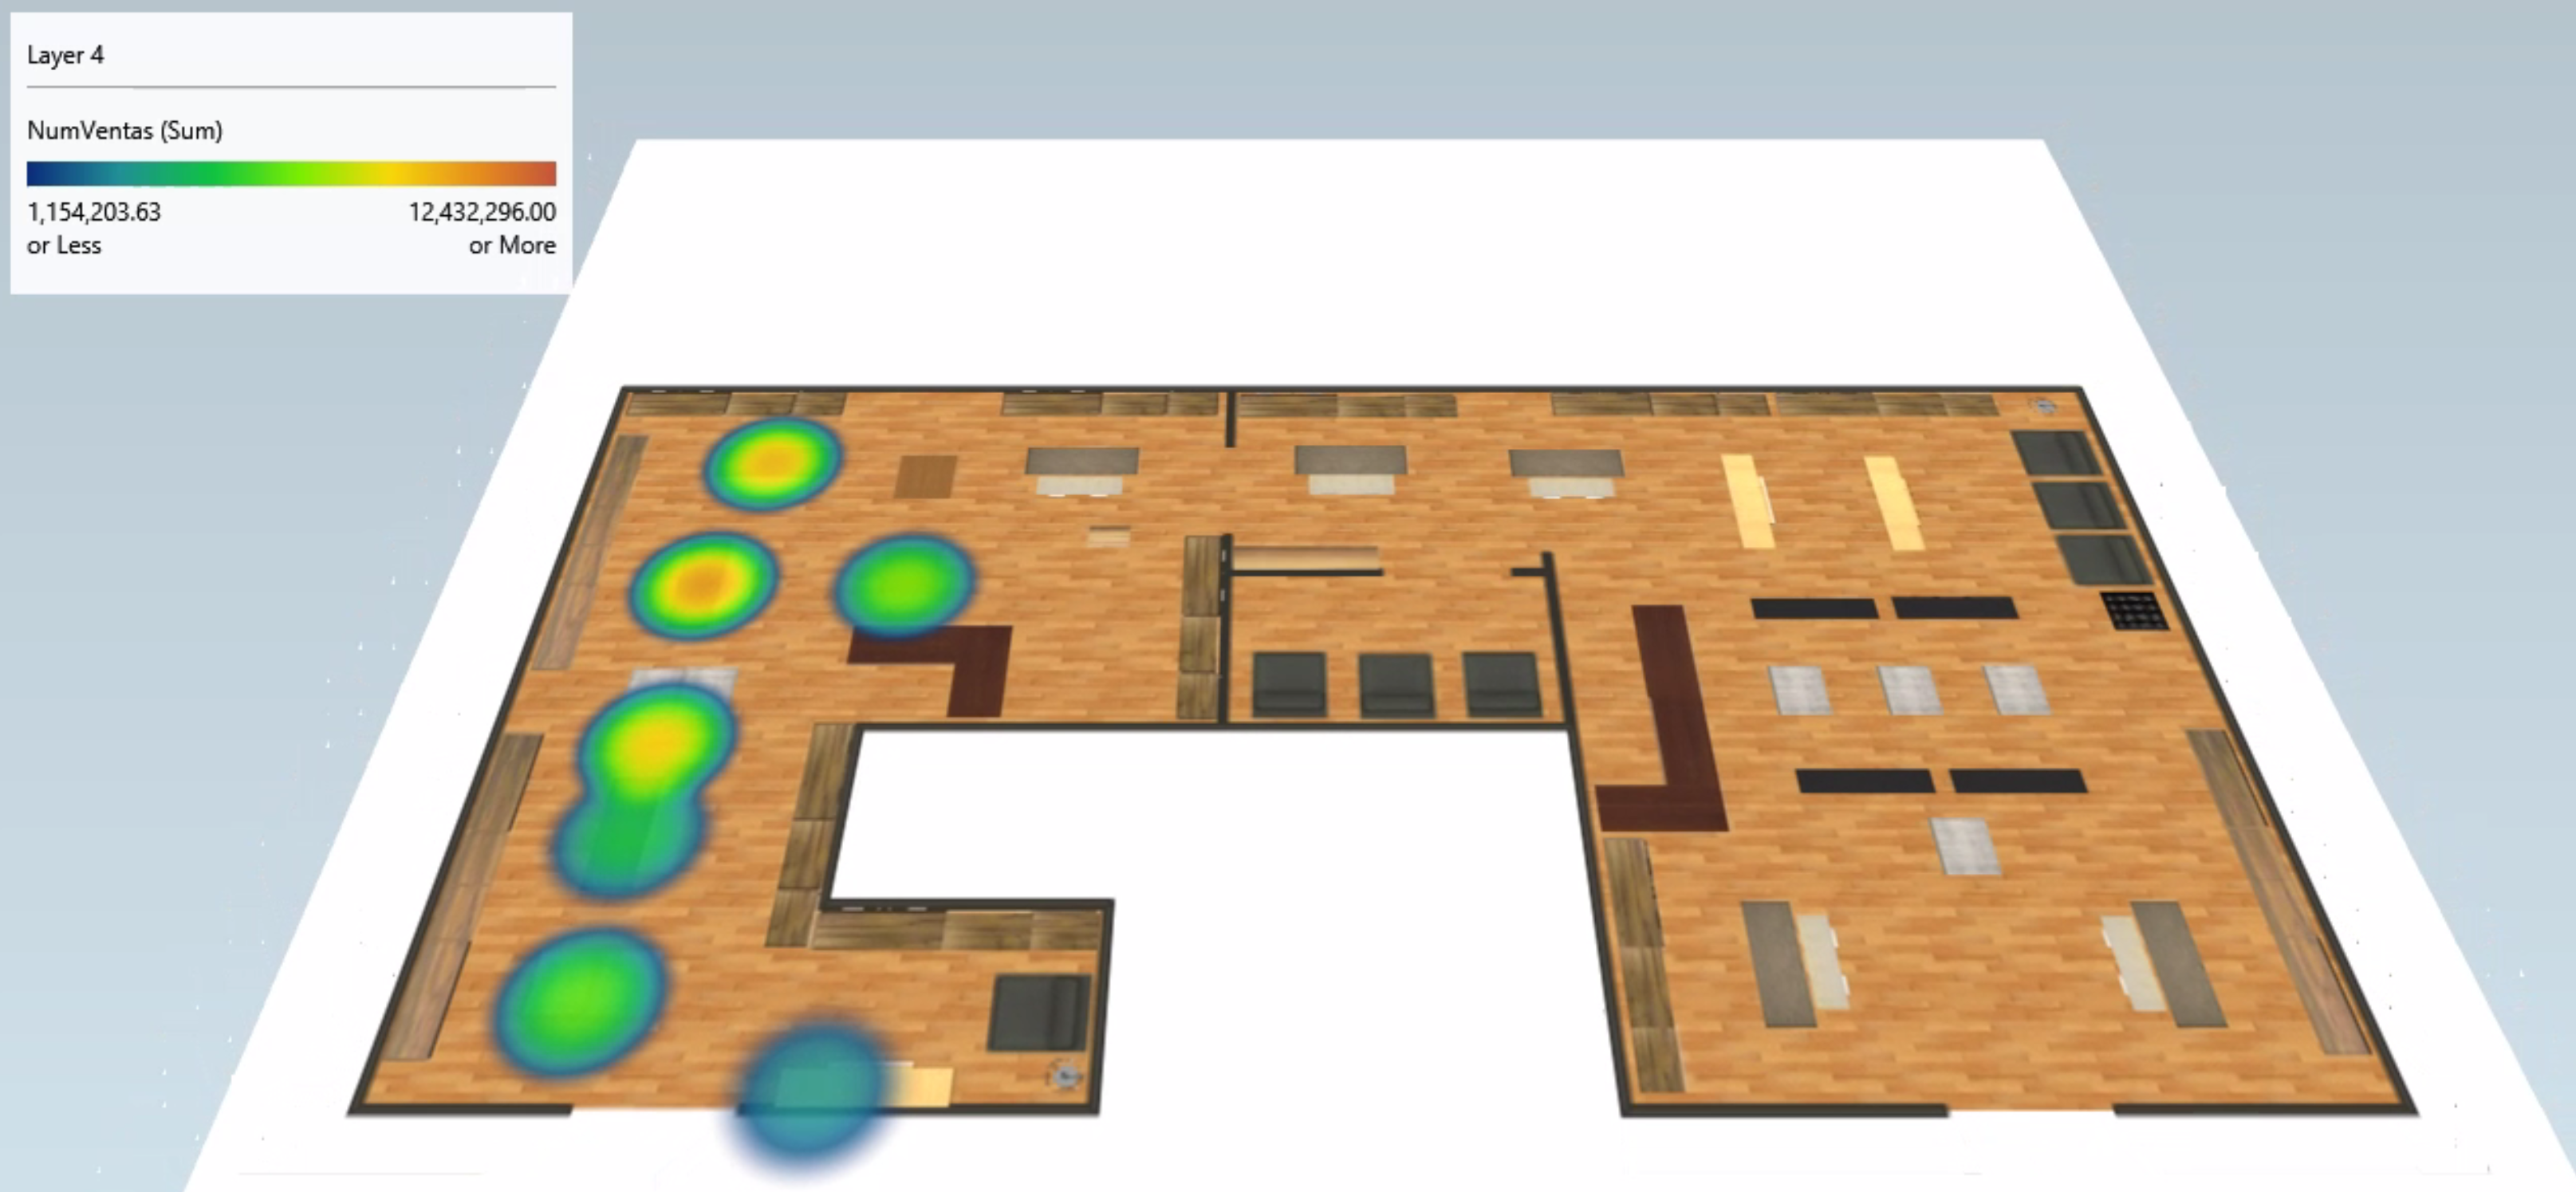 Layer 4
NumVentas (Sum)
1,154,203.63 12,432,296.00
or Less or More